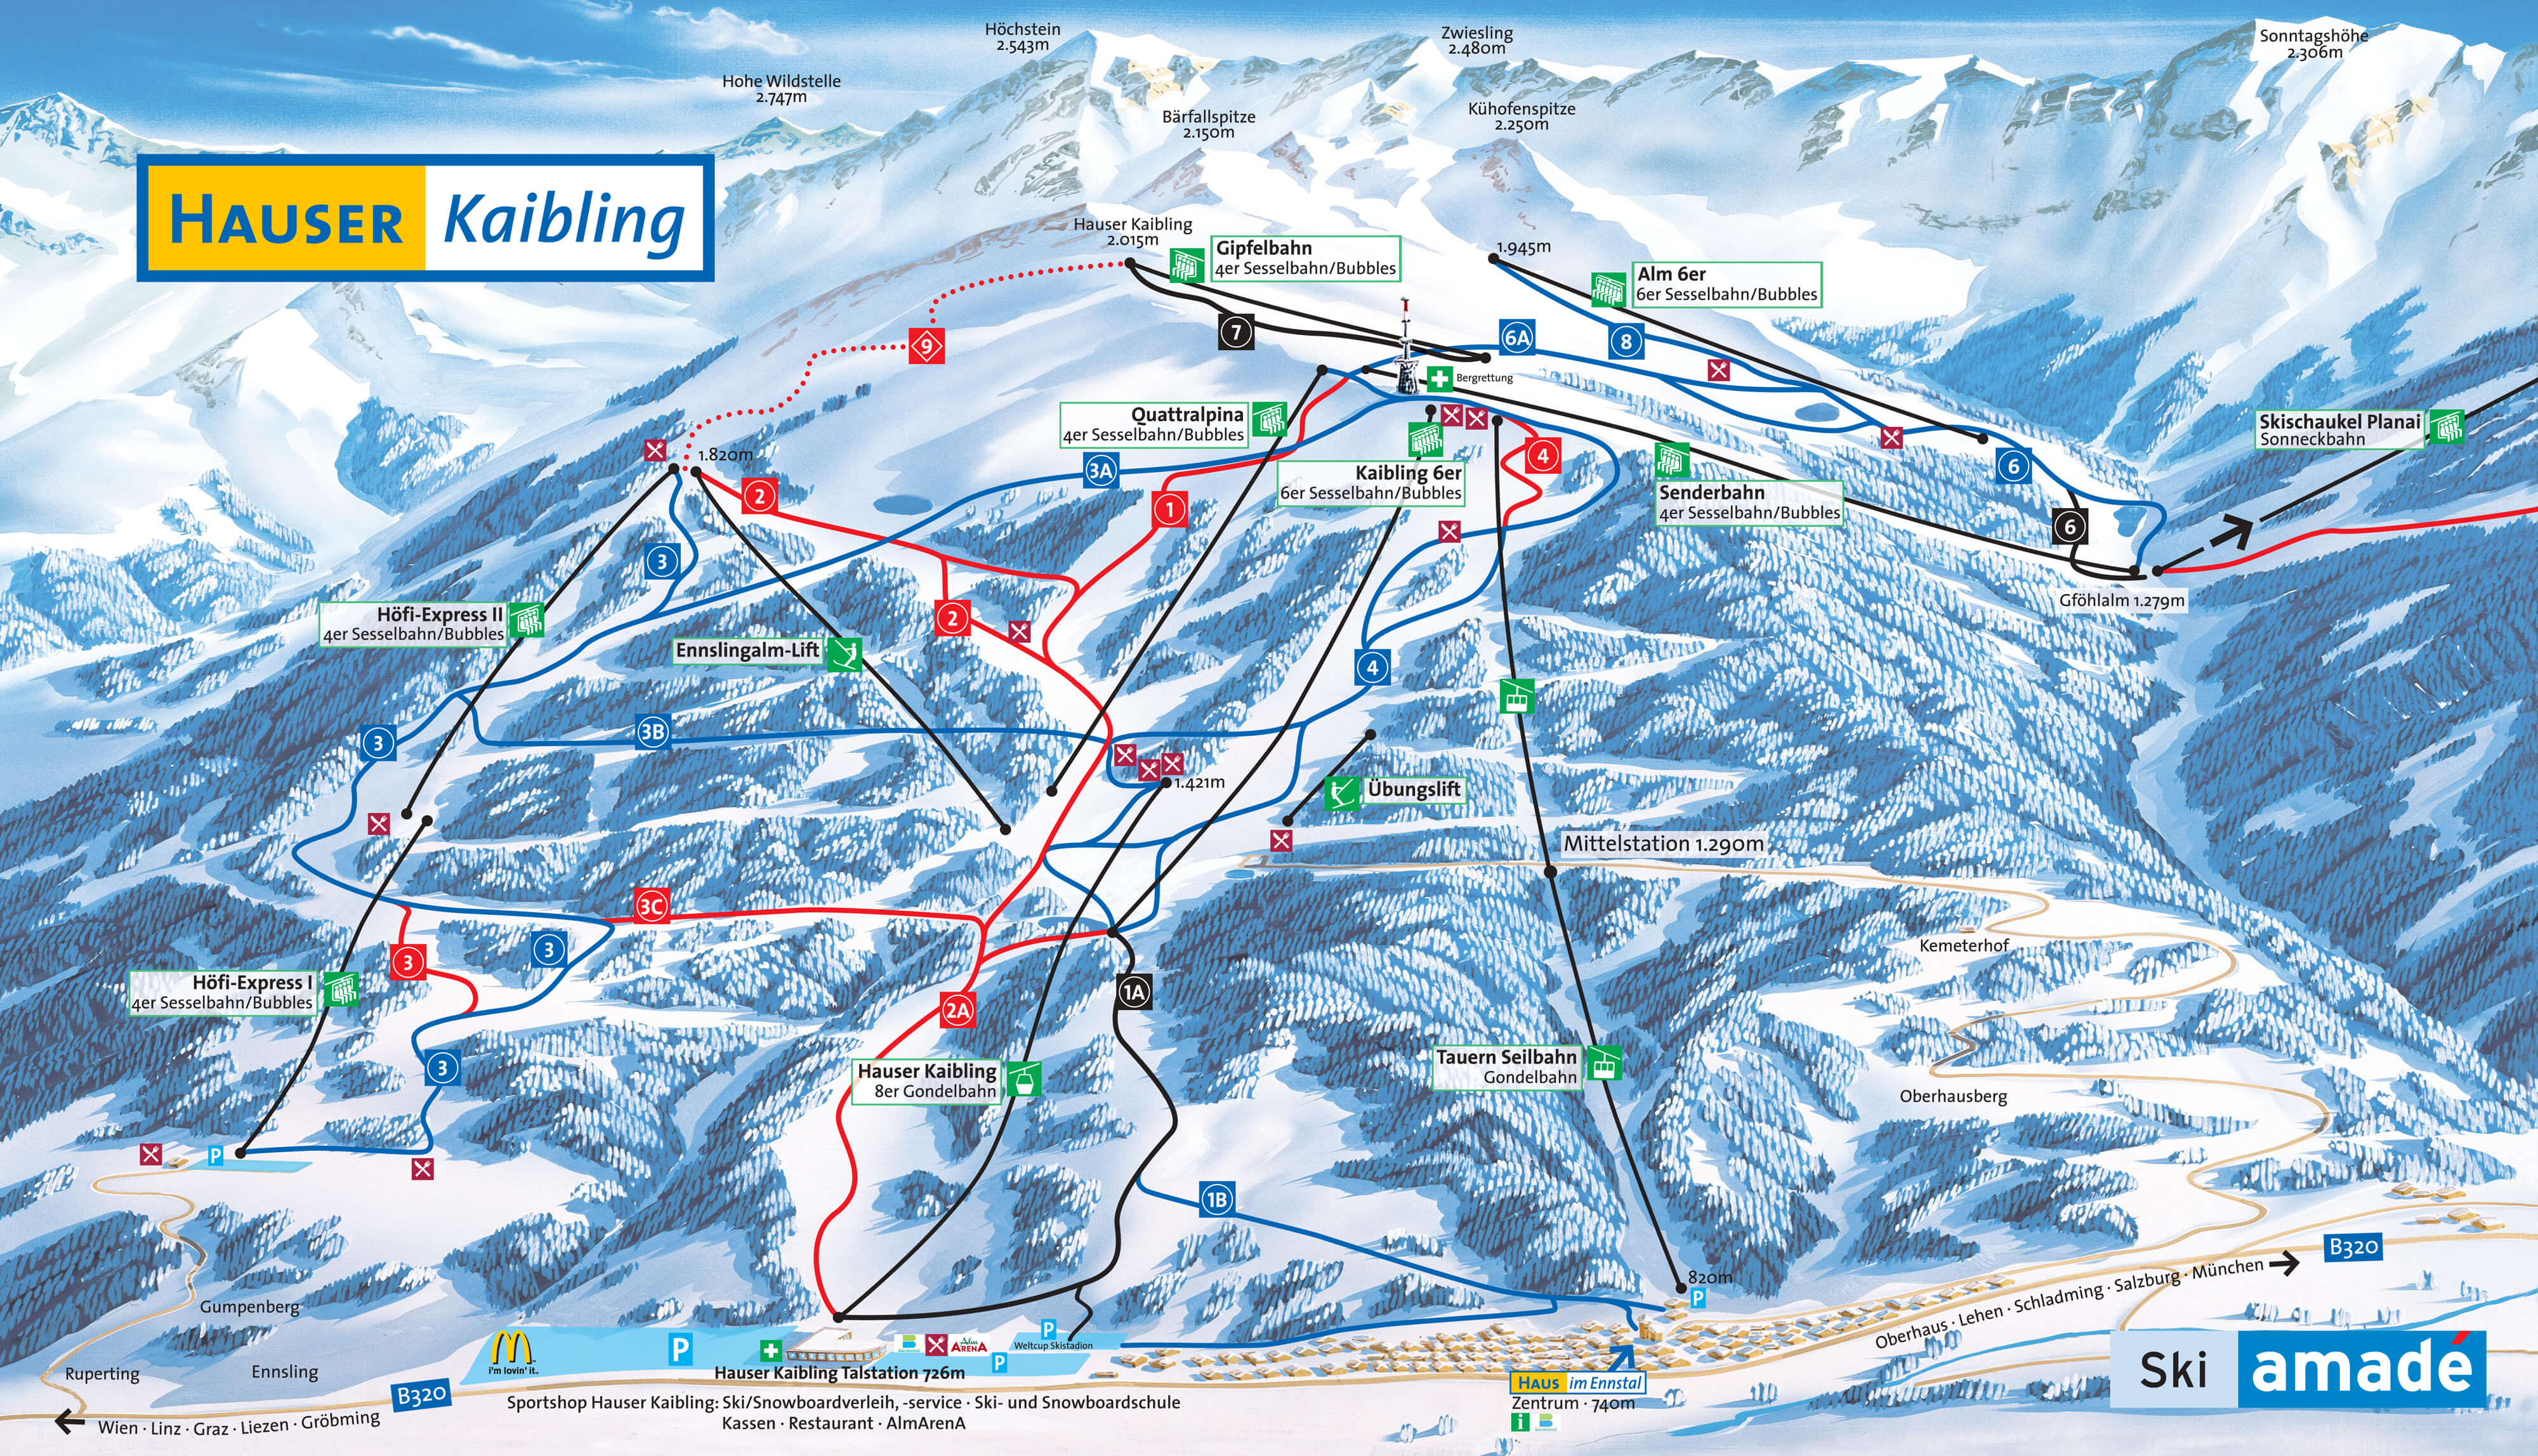 Höchstein
2.543m
Zwiesling
2.480m
Sonntagshöhe
2.306m
Hohe Wildstelle
2.747m
Bärfallspitze
2.150m
Kühofenspitze
2.250m
HAUSER Kaibling
Hauser Kaibling
2.015m
Gipfelbahn
4er Sesselbahn/Bubbles
1.945m
Alm 6er
6er Sesselbahn/Bubbles
9
7
6A
8
Bergrettung
Quattralpina
4er Sesselbahn/Bubbles
Skischaukel Planai
Sonneckbahn
1.820m
3A
4
6
Kaibling 6er
6er Sesselbahn/Bubbles
Senderbahn
4er Sesselbahn/Bubbles
2
1
6
3
Gföhlalm 1.279m
Höfi-Express II
4er Sesselbahn/Bubbles
2
Ennslingalm-Lift
4
3
3B
1.421m
Übungslift
Mittelstation 1.290m
3C
3
3
Kemeterhof
Höfi-Express I
4er Sesselbahn/Bubbles
1A
2A
3
Hauser Kaibling
8er Gondelbahn
Tauern Seilbahn
Gondelbahn
Oberhausberg
P
1B
B320
820m
P
Gumpenberg
Oberhaus · Lehen · Schladming · Salzburg · München
P
P
Weltcup Skistadion
P
Alm
ARENA
M
i'm lovin' it.
Hauser Kaibling Talstation 726m
Ruperting
Ennsling
B320
HAUS im Ennstal
Zentrum · 740m
i
Ski amadé
Sportshop Hauser Kaibling: Ski/Snowboardverleih, -service · Ski- und Snowboardschule
Kassen · Restaurant · AlmArenA
Wien · Linz · Graz · Liezen · Gröbming